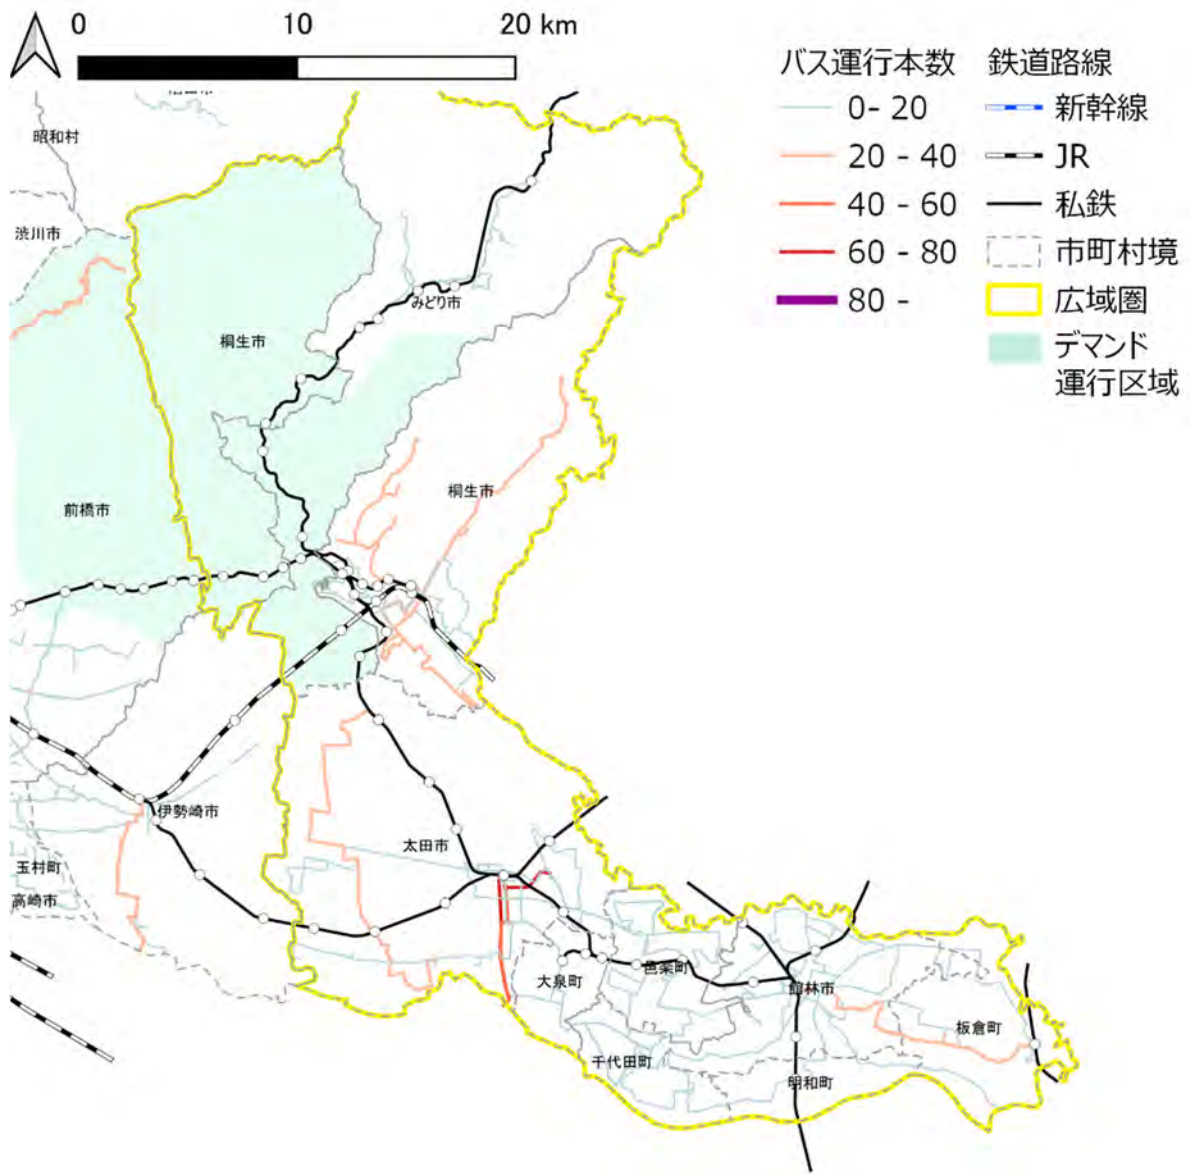 0 10 20 km
バス運行本数
0- 20
20 - 40
40 - 60
60 - 80
80 -
鉄道路線
新幹線
JR
私鉄
市町村境
広域圏
デマンド
運行区域
昭和村
渋川市
みどり市
桐生市
桐生市
前橋市
伊勢崎市
太田市
玉村町
高崎市
大泉町
邑楽町
館林市
板倉町
千代田町
明和町